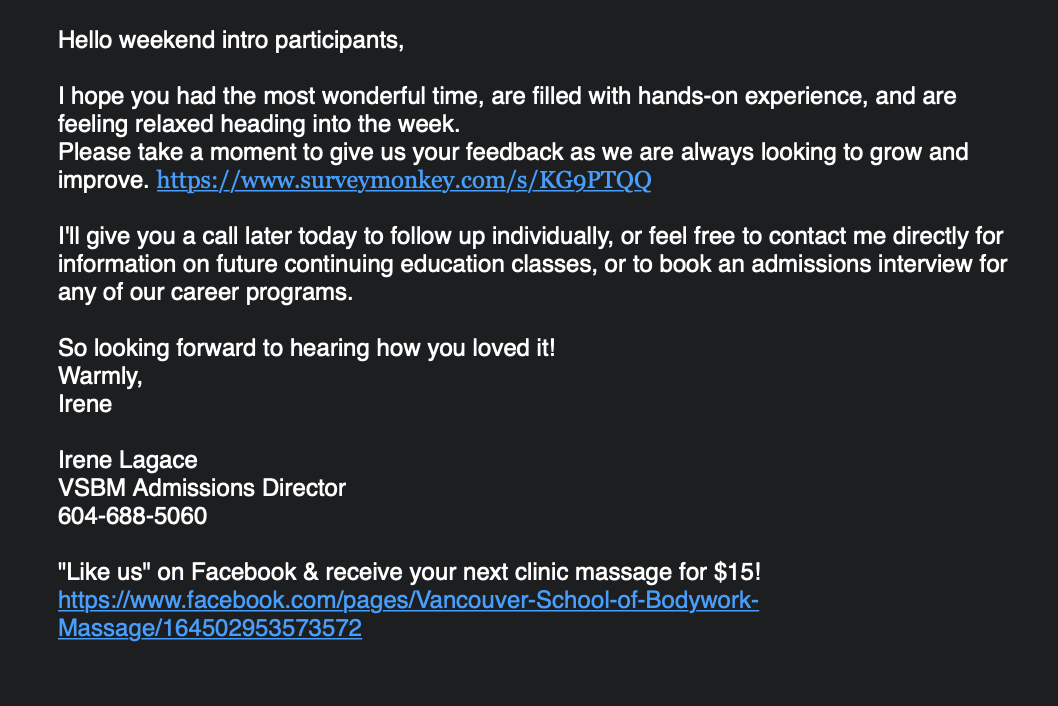 Hello weekend intro participants,
I hope you had the most wonderful time, are filled with hands-on experience, and are
feeling relaxed heading into the week.
Please take a moment to give us your feedback as we are always looking to grow and
improve. https://www.surveymonkey.com/s/KG9PTQQ
I'll give you a call later today to follow up individually, or feel free to contact me directly for
information on future continuing education classes, or to book an admissions interview for
any of our career programs.
So looking forward to hearing how you loved it!
Warmly,
Irene
Irene Lagace
VSBM Admissions Director
604-688-5060
"Like us" on Facebook & receive your next clinic massage for $15!
https://www.facebook.com/pages/Vancouver-School-of-Bodywork-
Massage/164502953573572